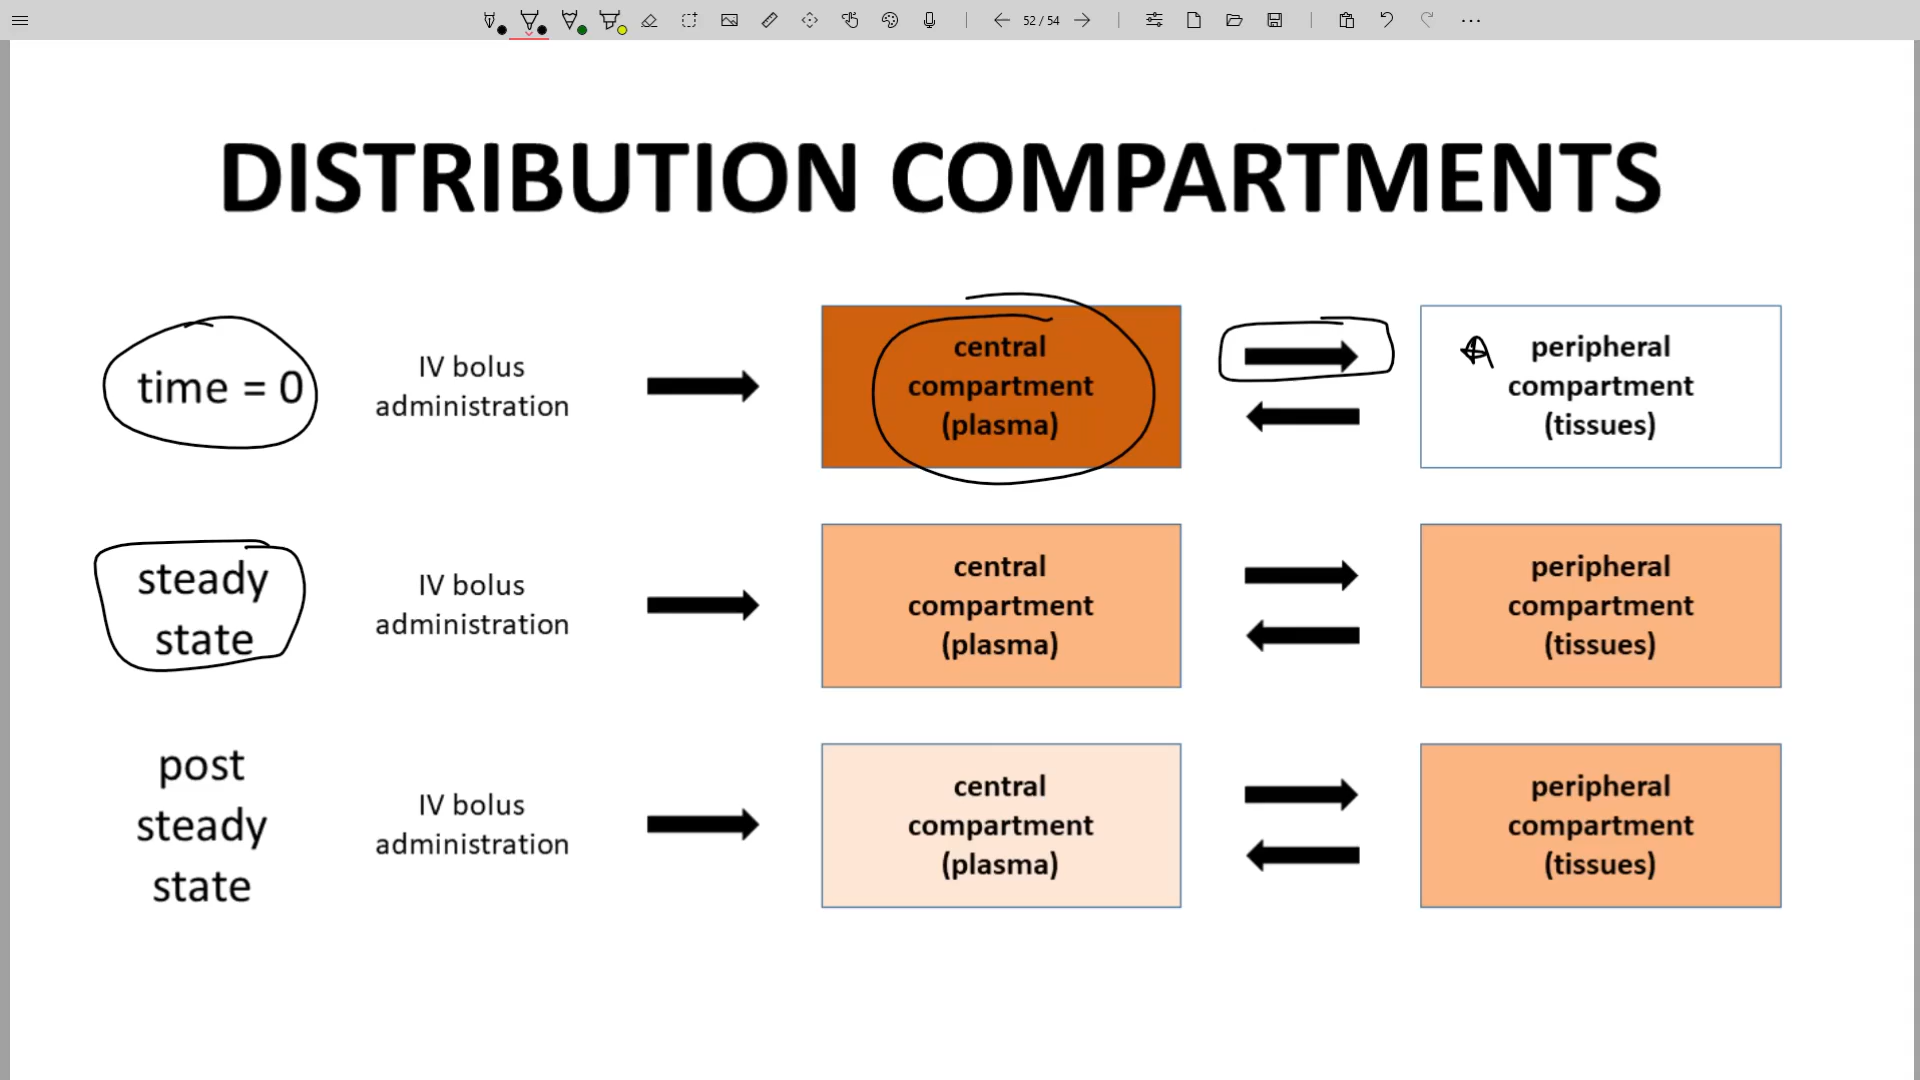 52 / 54
DISTRIBUTION COMPARTMENTS
time = 0
IV bolus
administration
central
compartment
(plasma)
peripheral
compartment
(tissues)
steady
state
IV bolus
administration
central
compartment
(plasma)
peripheral
compartment
(tissues)
post
steady
state
IV bolus
administration
central
compartment
(plasma)
peripheral
compartment
(tissues)